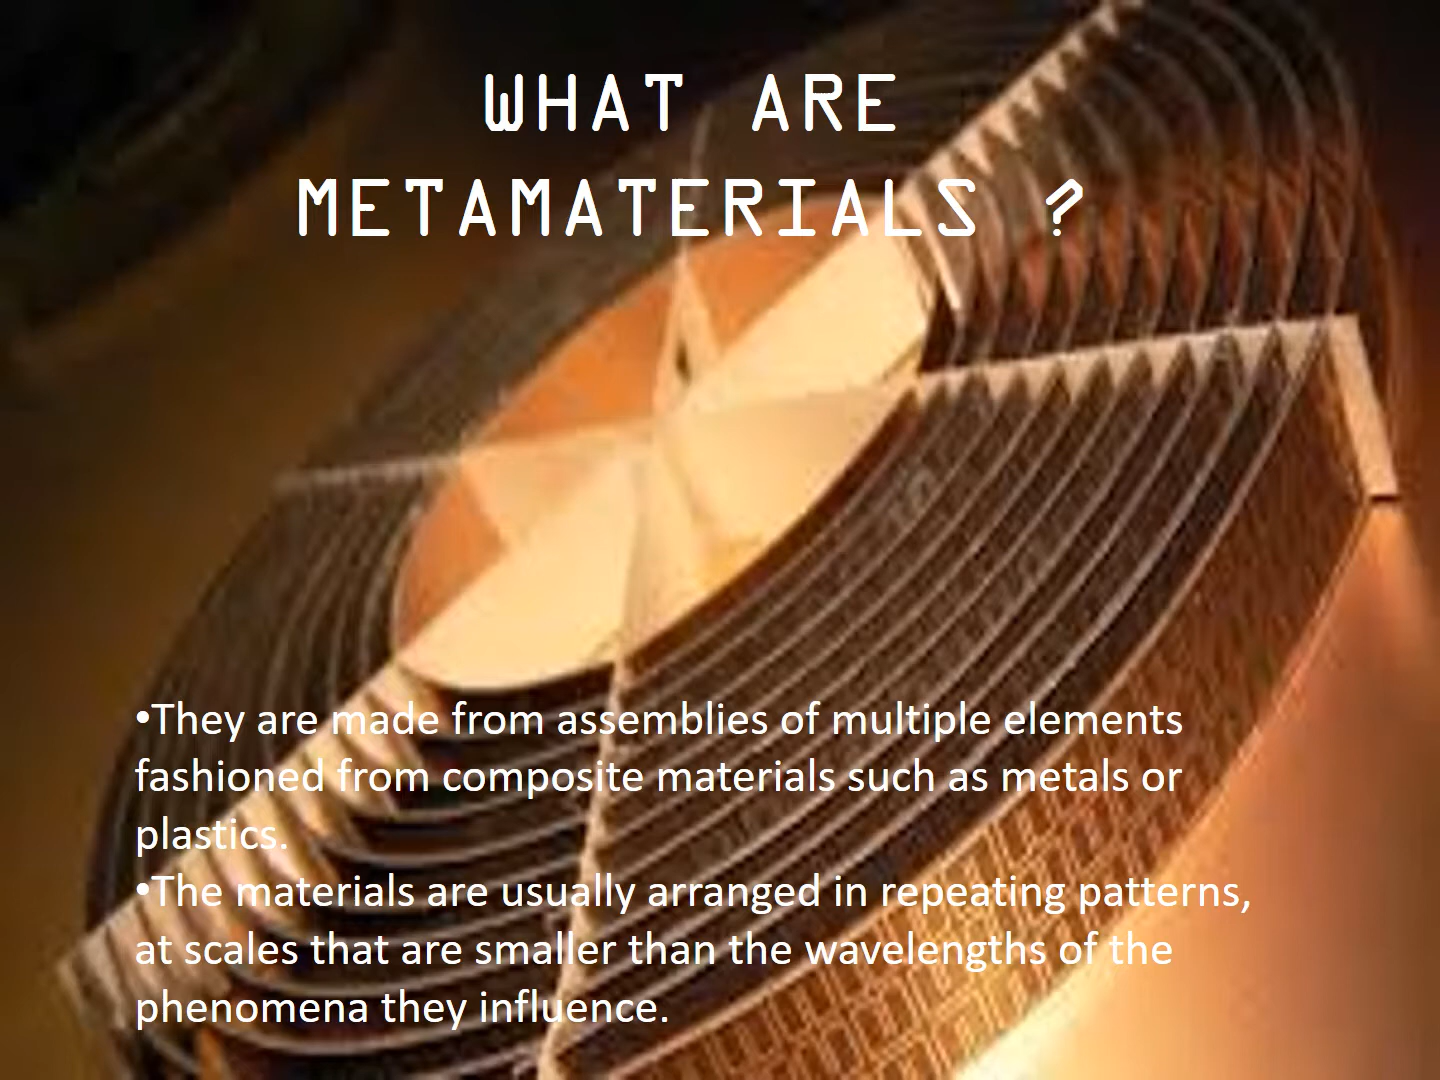 WHAT ARE
METAMATERIALS ?
•They are made from assemblies of multiple elements
fashioned from composite materials such as metals or
plastics.
•The materials are usually arranged in repeating patterns,
at scales that are smaller than the wavelengths of the
phenomena they influence.